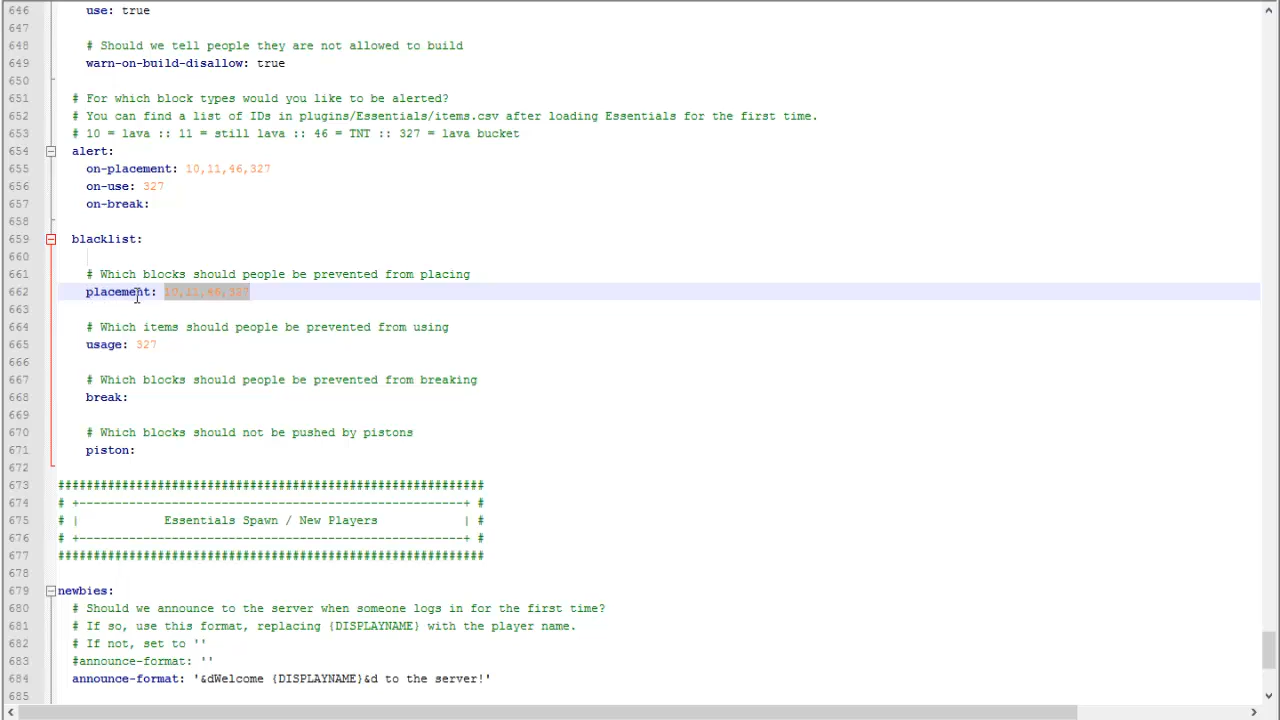 646 use: true
647
648 # Should we tell people they are not allowed to build
649 warn-on-build-disallow: true
650
651 # For which block types would you like to be alerted?
652 # You can find a list of IDs in plugins/Essentials/items.csv after loading Essentials for the first time.
653 # 10 = lava :: 11 = still lava :: 46 = TNT :: 327 = lava bucket
654 alert:
655 on-placement: 10,11,46,327
656 on-use: 327
657 on-break:
658
659 blacklist:
660
661 # Which blocks should people be prevented from placing
662 placement: 10,11,46,327
663
664 # Which items should people be prevented from using
665 usage: 327
666
667 # Which blocks should people be prevented from breaking
668 break:
669
670 # Which blocks should not be pushed by pistons
671 piston:
672
673 ############################################################
674 # +------------------------------------------------------+ #
675 # | Essentials Spawn / New Players | #
676 # +------------------------------------------------------+ #
677 ############################################################
678
679 newbies:
680 # Should we announce to the server when someone logs in for the first time?
681 # If so, use this format, replacing {DISPLAYNAME} with the player name.
682 # If not, set to ''
683 #announce-format: ''
684 announce-format: '&dWelcome {DISPLAYNAME}&d to the server!'
685